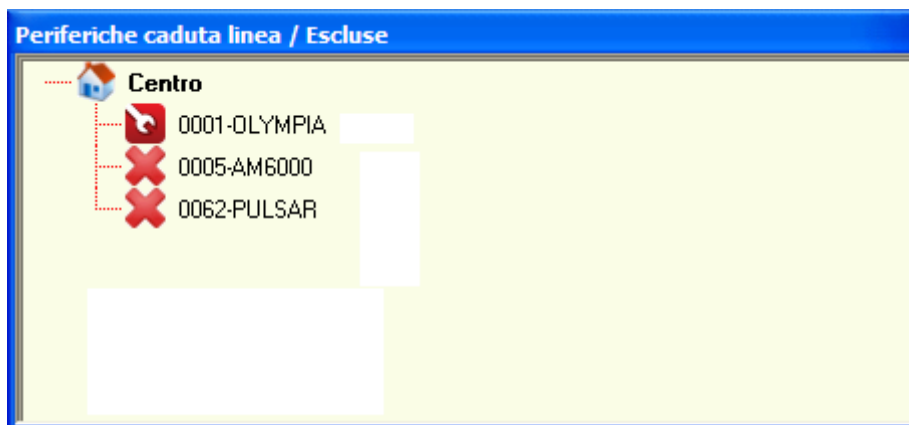 Periferiche caduta linea / Escluse
Centro
0001-OLYMPIA
0005-AM6000
0062-PULSAR